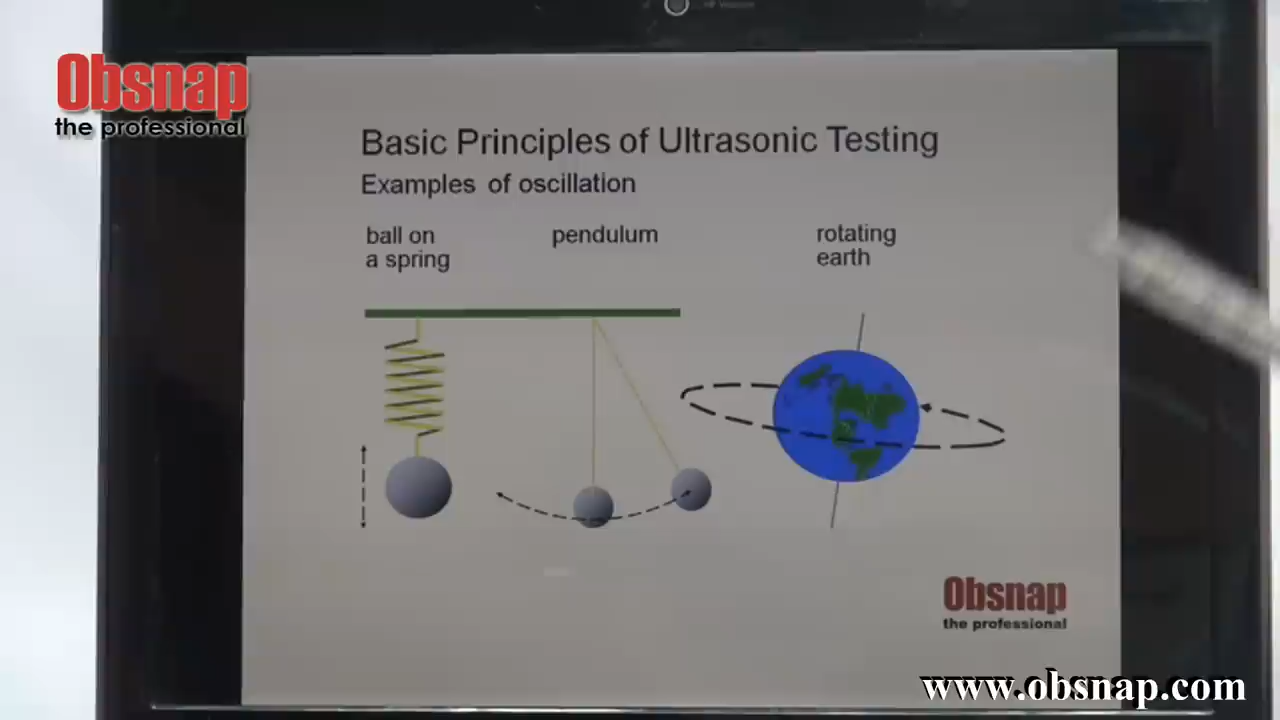 Obsnap
the professional
Basic Principles of Ultrasonic Testing
Examples of oscillation
ball on
a spring
pendulum
rotating
earth
Obsnap
the professional
www.obsnap.com